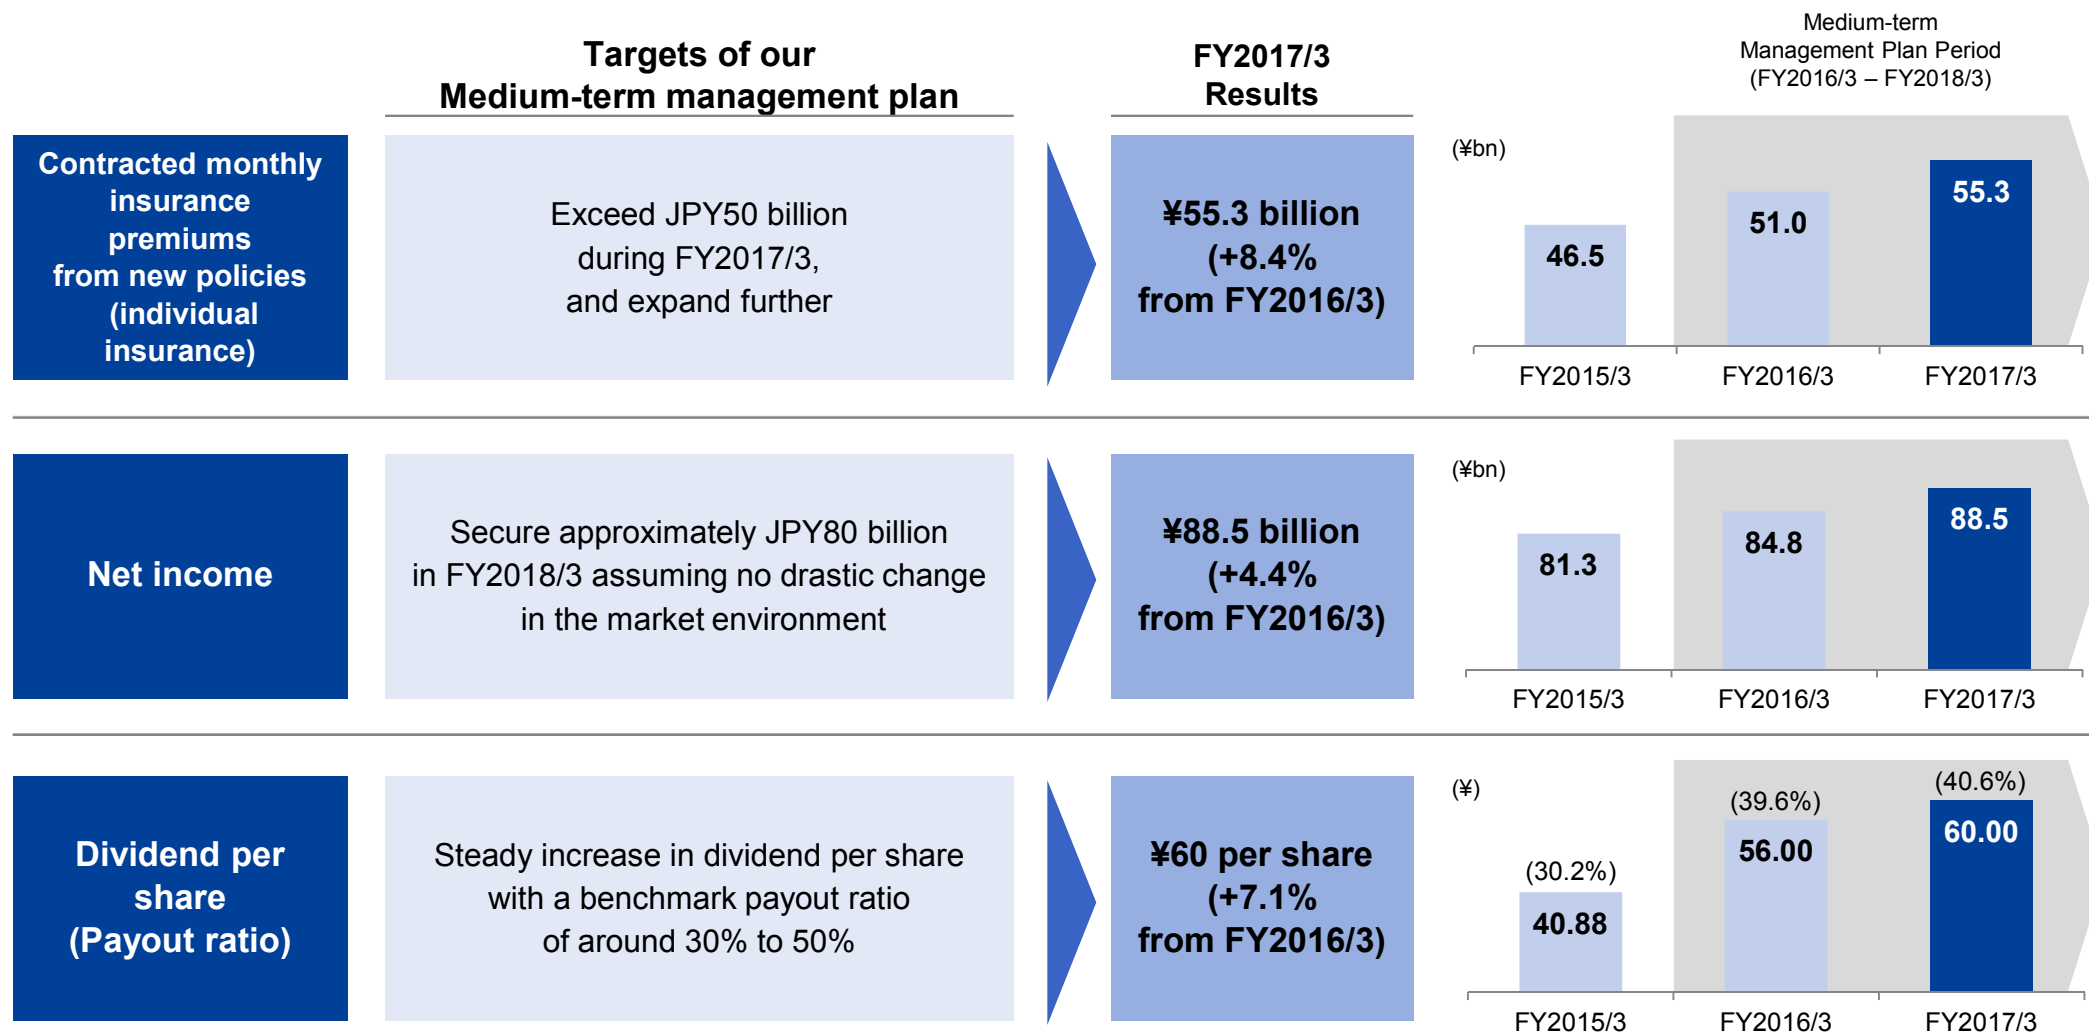 Targets of our
Medium-term management plan
FY2017/3
Results
Medium-term
Management Plan Period
(FY2016/3 – FY2018/3)
Contracted monthly
insurance
premiums
from new policies
(individual
insurance)
Exceed JPY50 billion
during FY2017/3,
and expand further
¥55.3 billion
(+8.4%
from FY2016/3)
(¥bn)
46.5
51.0
55.3
FY2015/3
FY2016/3
FY2017/3
Net income
Secure approximately JPY80 billion
in FY2018/3 assuming no drastic change
in the market environment
¥88.5 billion
(+4.4%
from FY2016/3)
(¥bn)
81.3
84.8
88.5
FY2015/3
FY2016/3
FY2017/3
Dividend per
share
(Payout ratio)
Steady increase in dividend per share
with a benchmark payout ratio
of around 30% to 50%
¥60 per share
(+7.1%
from FY2016/3)
(¥)
(30.2%)
40.88
(39.6%)
56.00
(40.6%)
60.00
FY2015/3
FY2016/3
FY2017/3